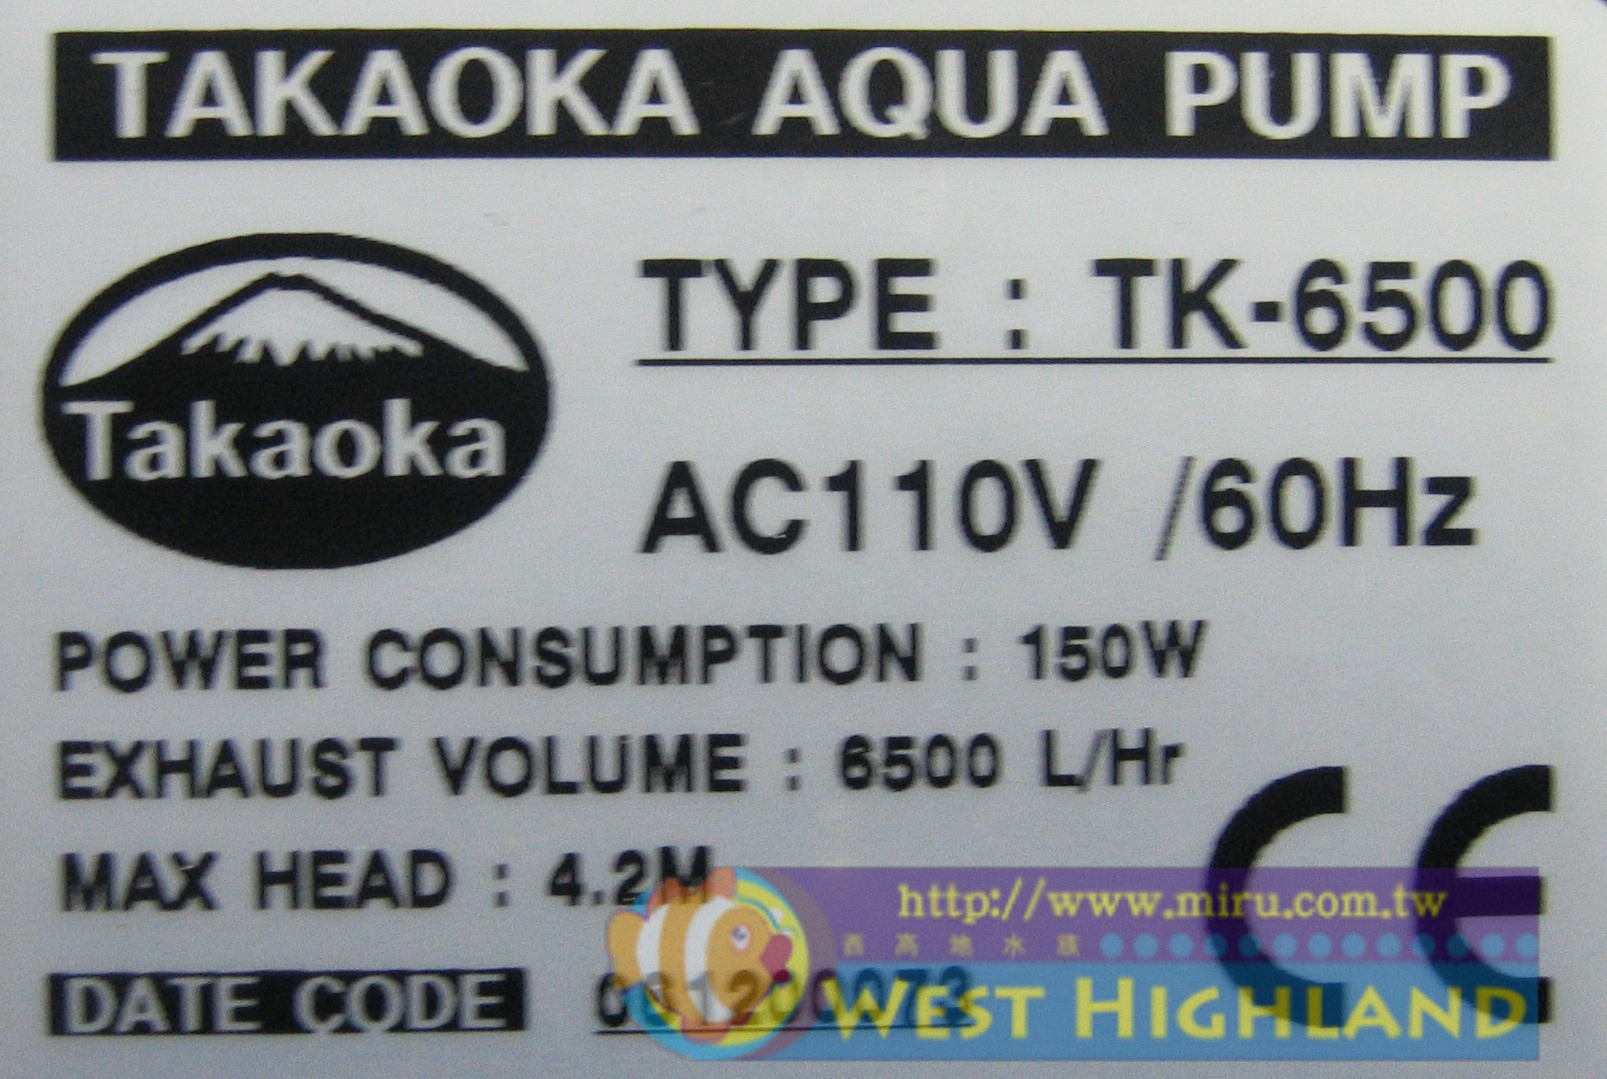 TAKAOKA AQUA PUMP
Takaoka
TYPE : TK-6500
AC110V /60Hz
POWER CONSUMPTION : 150W
EXHAUST VOLUME : 6500 L/Hr
MAX HEAD : 4.2M
CE
DATE CODE
http://www.miru.com.tw
西高地水族
WEST HIGHLAND